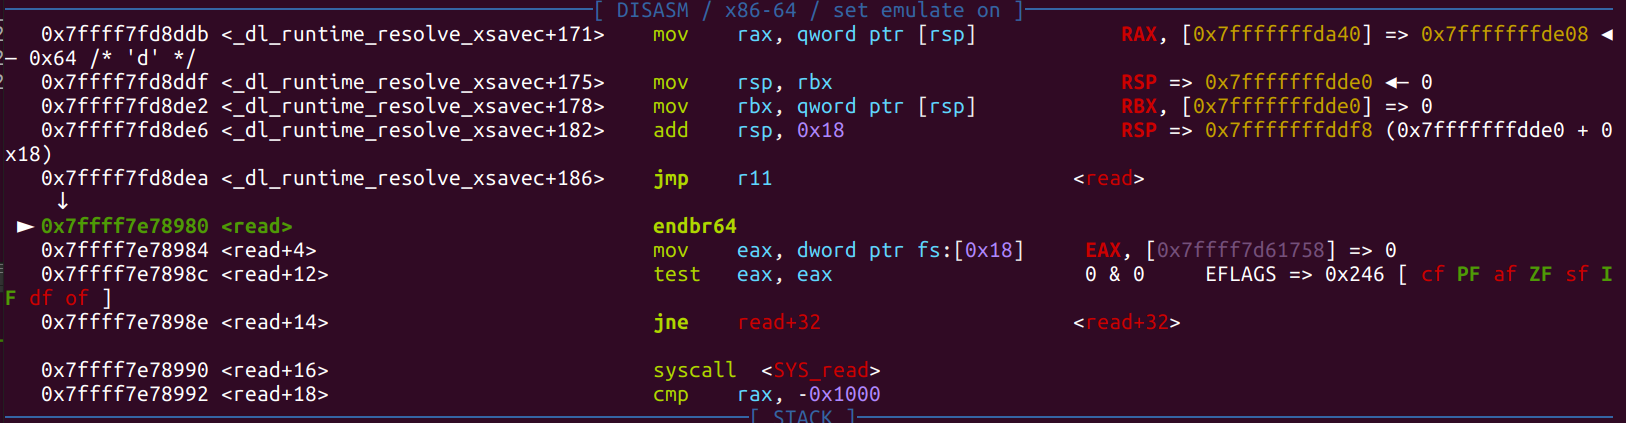 [ DISASM / x86-64 / set emulate on ]
0x7ffff7fd8ddb <_dl_runtime_resolve_xsavec+171> mov rax, qword ptr [rsp] RAX, [0x7fffffffda40] => 0x7fffffffde08 ◂
— 0x64 /* 'd' */
0x7ffff7fd8ddf <_dl_runtime_resolve_xsavec+175> mov rsp, rbx RSP => 0x7fffffffdde0 ◂— 0
0x7ffff7fd8de2 <_dl_runtime_resolve_xsavec+178> mov rbx, qword ptr [rsp] RBX, [0x7fffffffdde0] => 0
0x7ffff7fd8de6 <_dl_runtime_resolve_xsavec+182> add rsp, 0x18 RSP => 0x7fffffffddf8 (0x7fffffffdde0 + 0
x18)
0x7ffff7fd8dea <_dl_runtime_resolve_xsavec+186> jmp r11 <read>
↓
► 0x7ffff7e78980 <read> endbr64
0x7ffff7e78984 <read+4> mov eax, dword ptr fs:[0x18] EAX, [0x7ffff7d61758] => 0
0x7ffff7e7898c <read+12> test eax, eax 0 & 0 EFLAGS => 0x246 [ cf PF af ZF sf I
F df of ]
0x7ffff7e7898e <read+14> jne read+32 <read+32>
0x7ffff7e78990 <read+16> syscall <SYS_read>
0x7ffff7e78992 <read+18> cmp rax, -0x1000
[ STACK ]